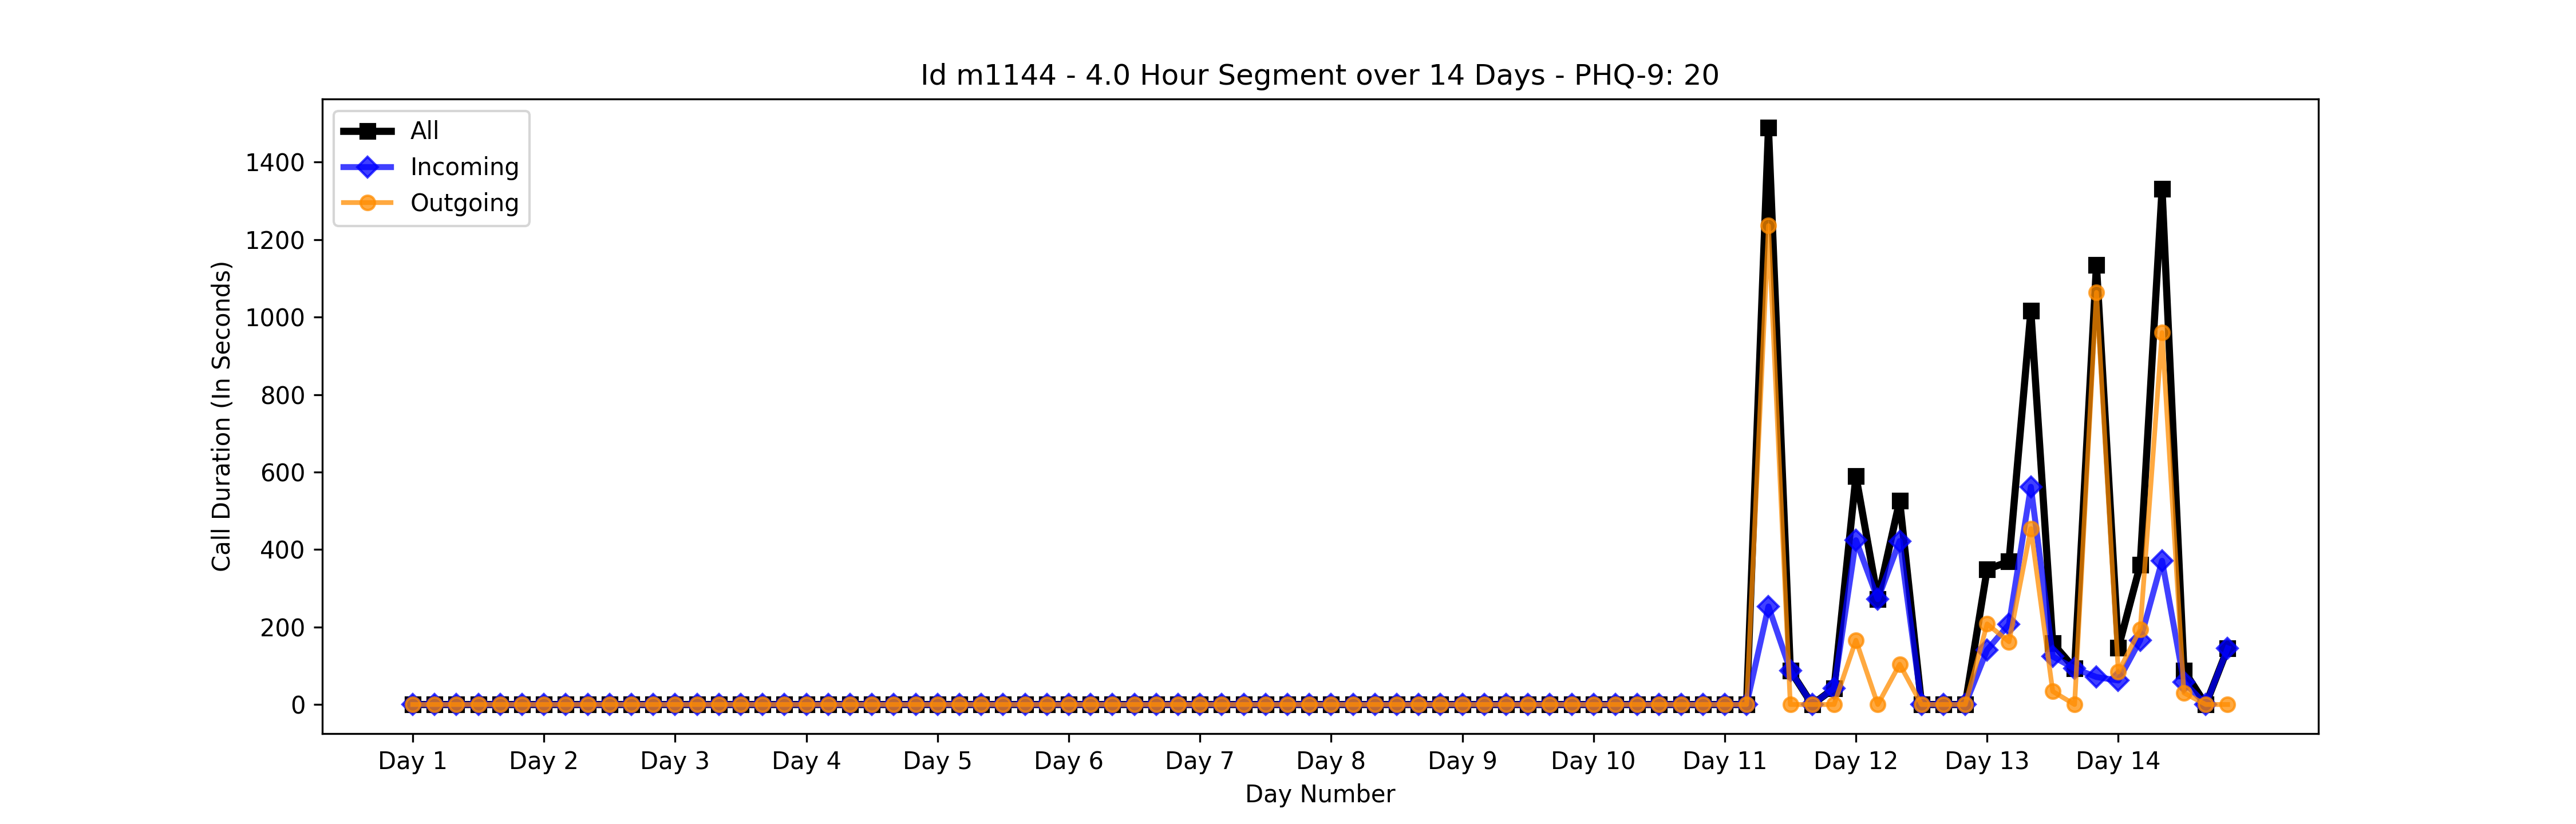 Id m1144 - 4.0 Hour Segment over 14 Days - PHQ-9: 20
All
Incoming
Outgoing
Call Duration (In Seconds)
1400
1200
1000
800
600
400
200
0
Day 1 Day 2 Day 3 Day 4 Day 5 Day 6 Day 7 Day 8 Day 9 Day 10 Day 11 Day 12 Day 13 Day 14
Day Number